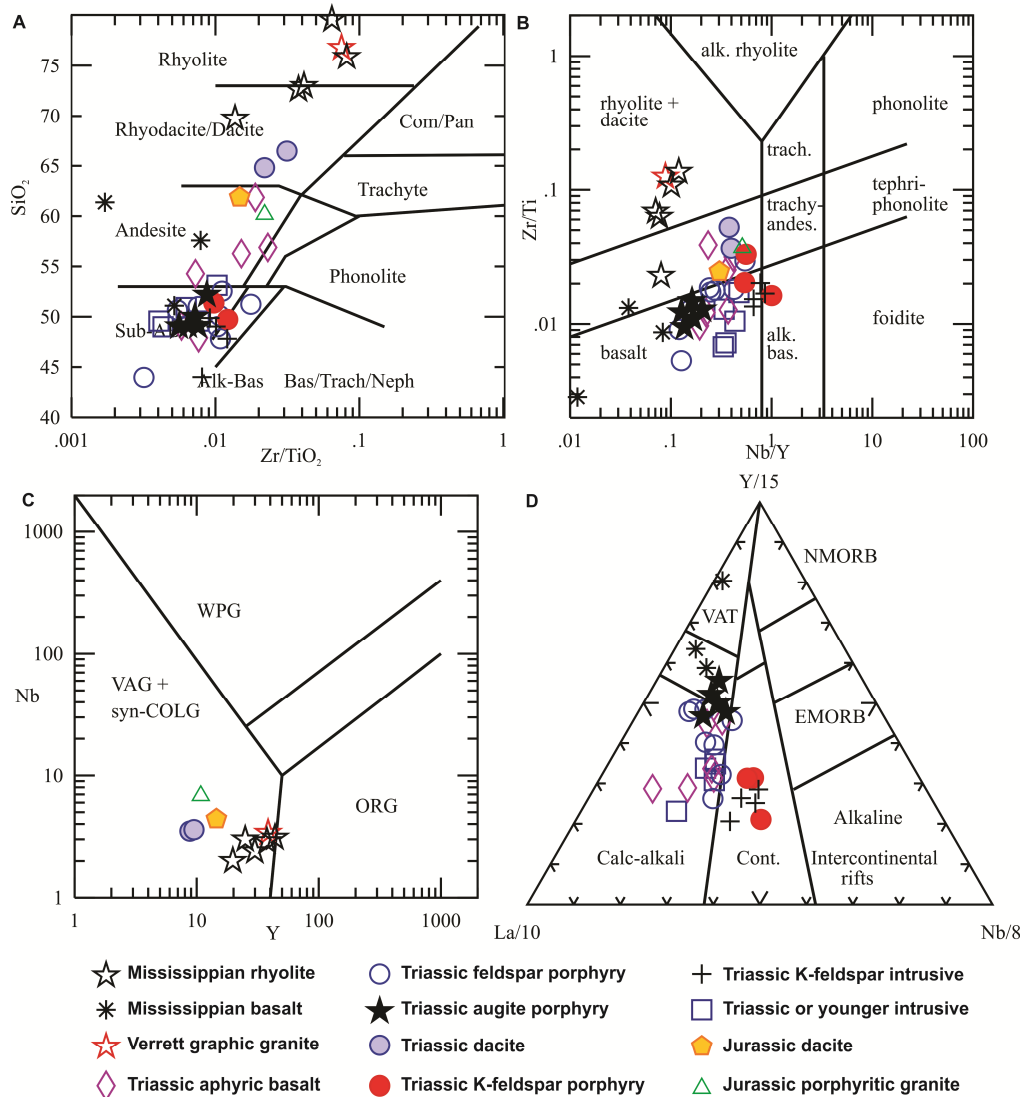 A
SiO2
75
70
65
60
55
50
45
40
Rhyolite
Rhyodacite/Dacite
Com/Pan
Trachyte
Andesite
Phonolite
Sub-A
Alk-Bas
Bas/Trach/Neph
.001
.01
.1
1
Zr/TiO2
B
Zr/Ti
1
0.1
.01
alk. rhyolite
rhyolite +
dacite
phonolite
trach.
tephri-
phonolite
trachy-
andes.
foidite
basalt
alk.
bas.
.01
.1
1
10
100
Nb/Y
C
Nb
1000
100
10
1
WPG
VAG +
syn-COLG
ORG
1
10
100
1000
Y
D
Y/15
NMORB
VAT
EMORB
Alkaline
Calc-alkali
Cont.
Intercontinental
rifts
La/10
Nb/8
Mississippian rhyolite
Mississippian basalt
Verrett graphic granite
Triassic aphyric basalt
Triassic feldspar porphyry
Triassic augite porphyry
Triassic dacite
Triassic K-feldspar porphyry
Triassic K-feldspar intrusive
Triassic or younger intrusive
Jurassic dacite
Jurassic porphyritic granite